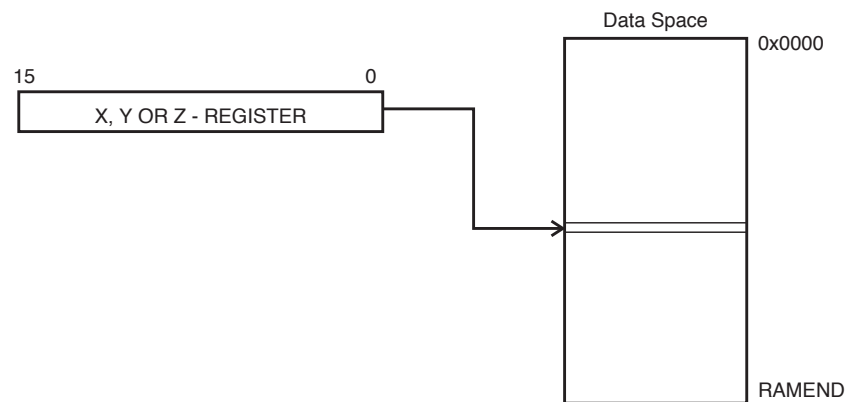 Data Space
0x0000
15 0
X, Y OR Z - REGISTER
RAMEND